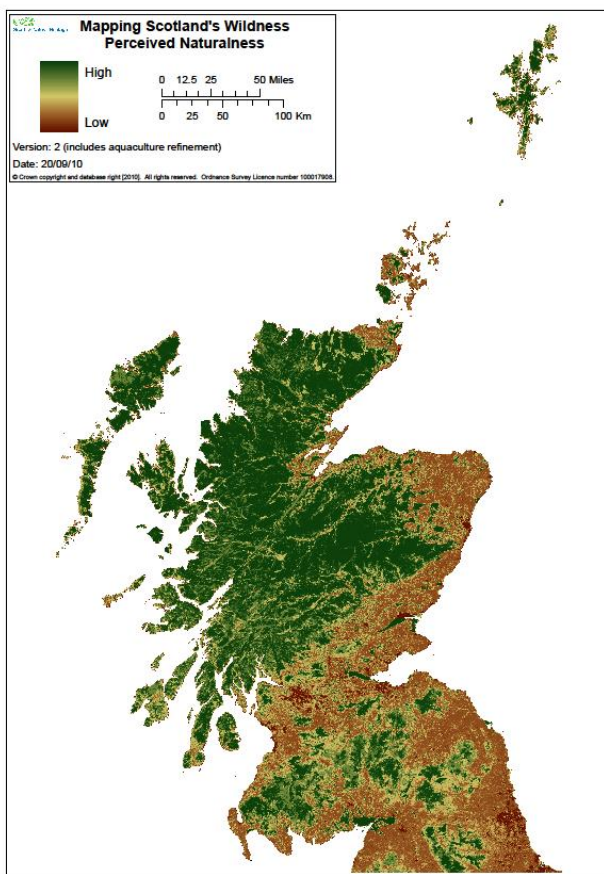 Mapping Scotland's Wildness
Perceived Naturalness
High
Low
0 12.5 25 50 Miles
0 25 50 100 Km
Version: 2 (includes aquaculture refinement)
Date: 20/09/10
© Crown copyright and database right [2010]. All rights reserved. Ordnance Survey Licence number 100017908.